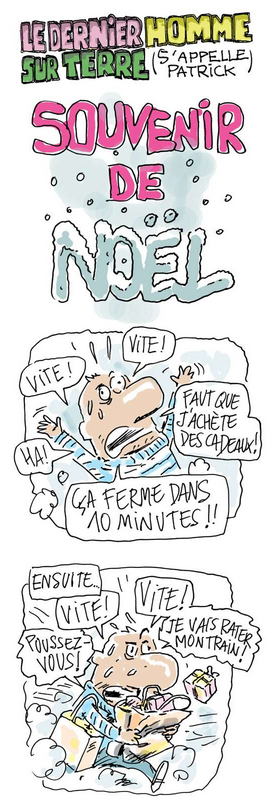 LE DERNIER HOMME
SUR TERRE (S'APPELLE
PATRICK)
SOUVENIR
DE
NOËL
VITE!
VITE!
FAUT QUE
J'ACHÈTE
DES CADEAUX!
HA!
ÇA FERME DANS
10 MINUTES!!
ENSUITE..
VITE!
VITE!
POUSSEZ
VOUS!
JE VAIS RATER
MON TRAIN!